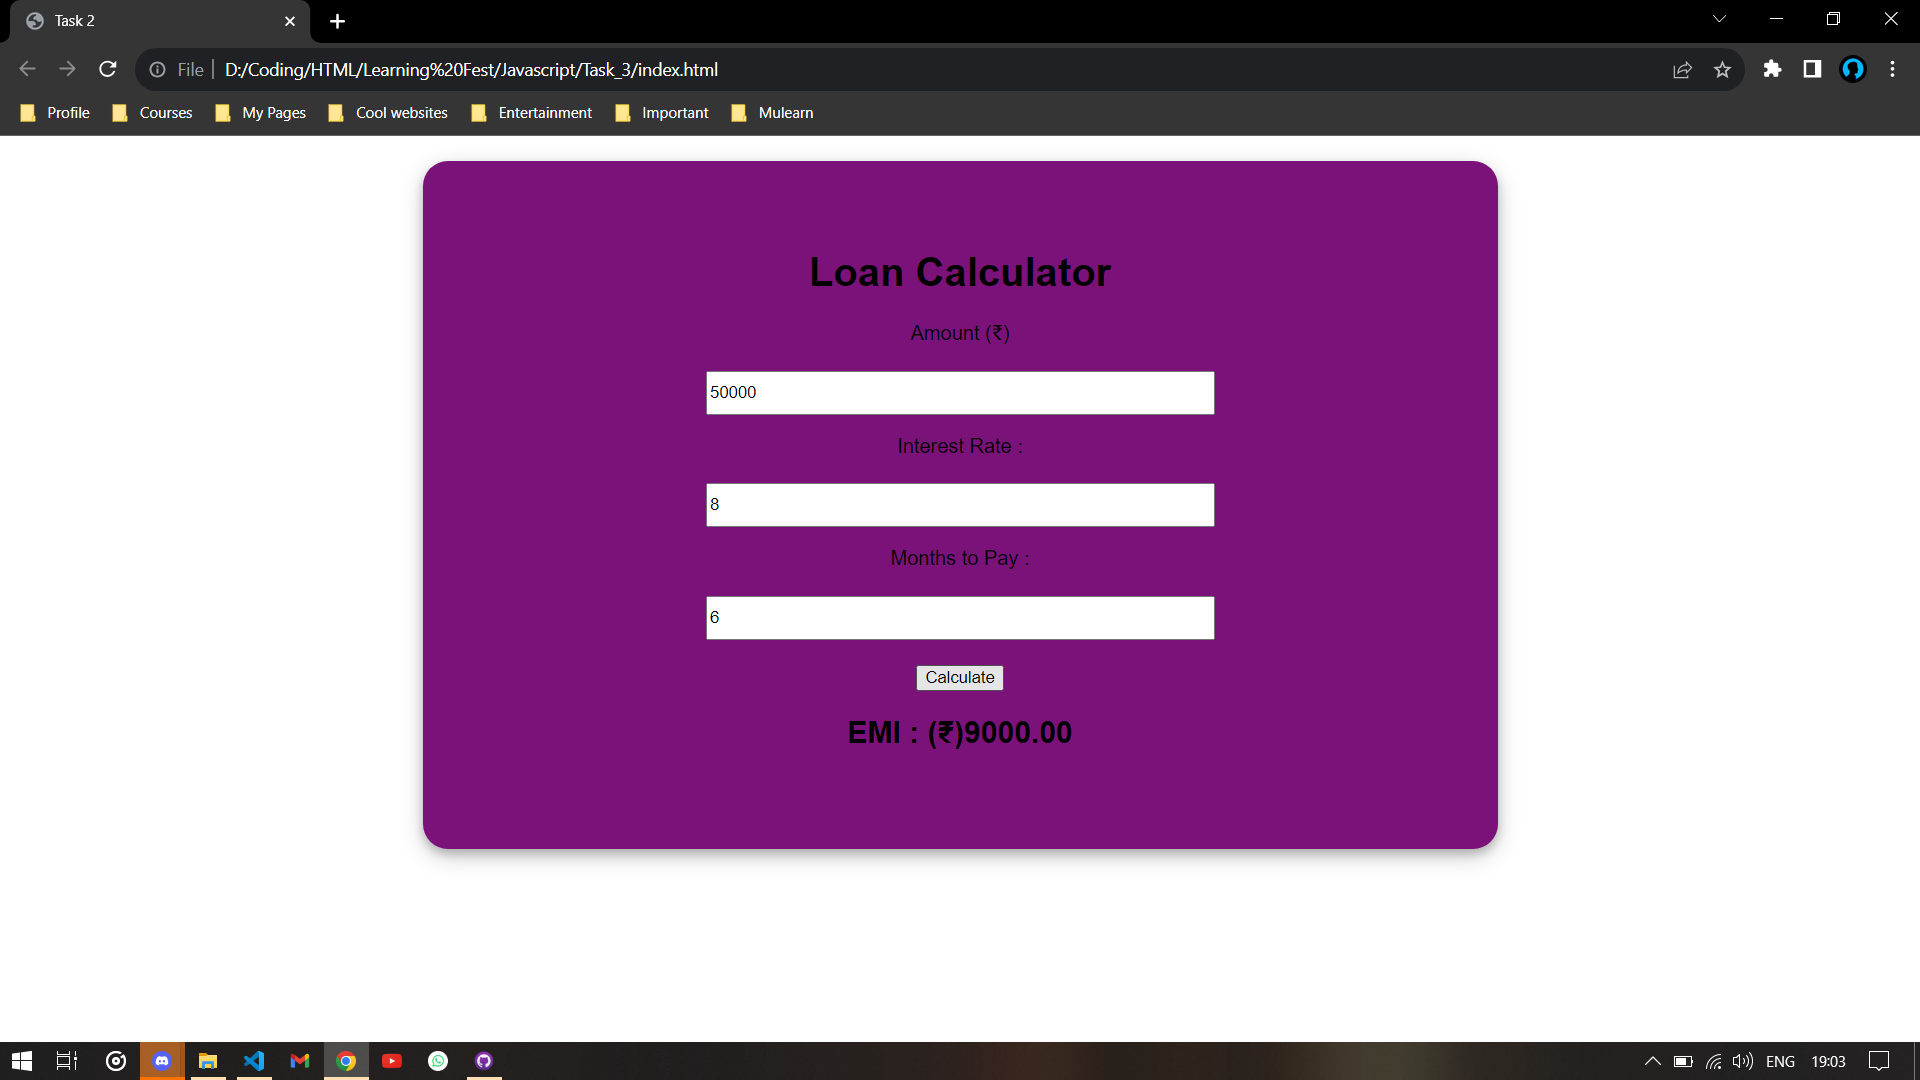 Task 2
File
D:/Coding/HTML/Learning%20Fest/Javascript/Task_3/index.html
Profile
Courses
My Pages
Cool websites
Entertainment
Important
Mulearn
Loan Calculator
Amount (₹)
50000
Interest Rate :
8
Months to Pay :
6
Calculate
EMI : (₹)9000.00
ENG
19:03